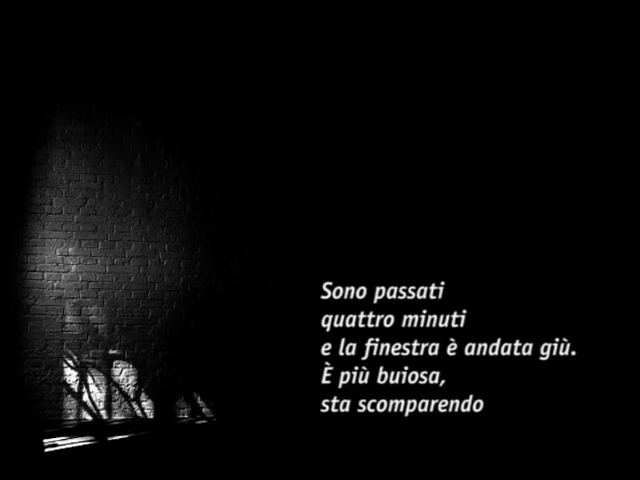 Sono passati
quattro minuti
e la finestra è andata giù.
È più buiosa,
sta scomparendo